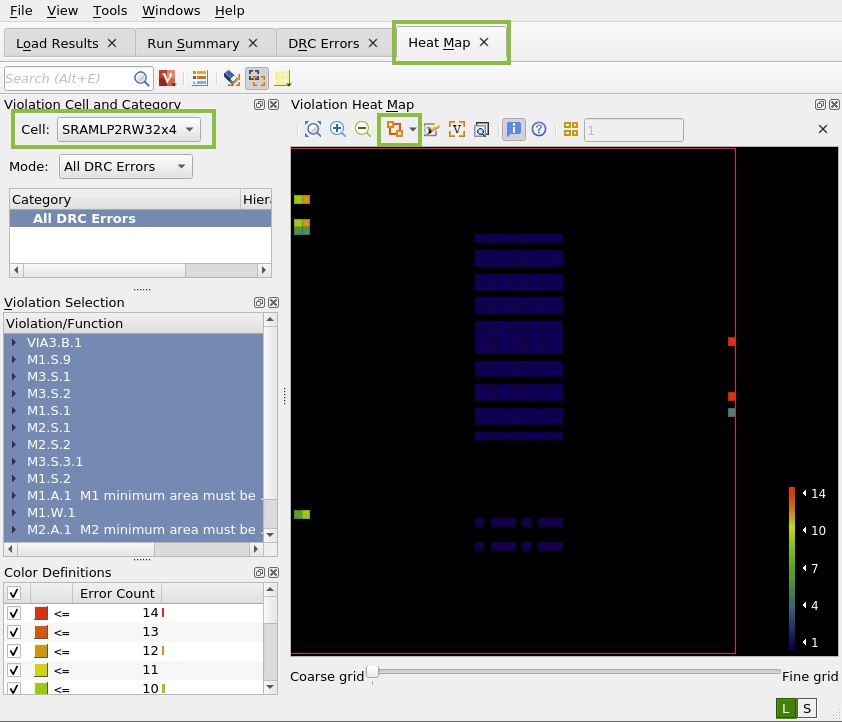 File View Tools Windows Help
Load Results Run Summary DRC Errors Heat Map
Search (Alt+E)
Violation Cell and Category
Cell: SRAMLP2RW32x4
Mode: All DRC Errors
Category Hier
All DRC Errors
Violation Selection
Violation/Function
VIA3.B.1
M1.S.9
M3.S.1
M3.S.2
M1.S.1
M2.S.1
M2.S.2
M3.S.3.1
M1.S.2
M1.A.1 M1 minimum area must be .
M1.W.1
M2.A.1 M2 minimum area must be .
Color Definitions
Error Count
<= 14
<= 13
<= 12
<= 11
<= 10
Violation Heat Map
V
1
14
10
7
4
1
Coarse grid Fine grid
L S